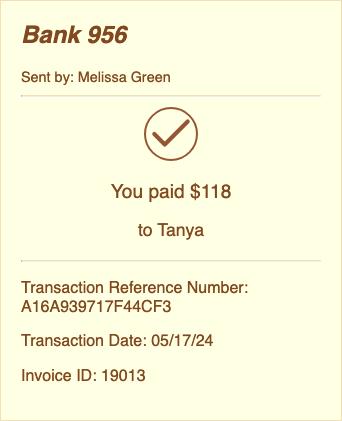 Bank 956
Sent by: Melissa Green
You paid $118
to Tanya
Transaction Reference Number:
A16A939717F44CF3
Transaction Date: 05/17/24
Invoice ID: 19013